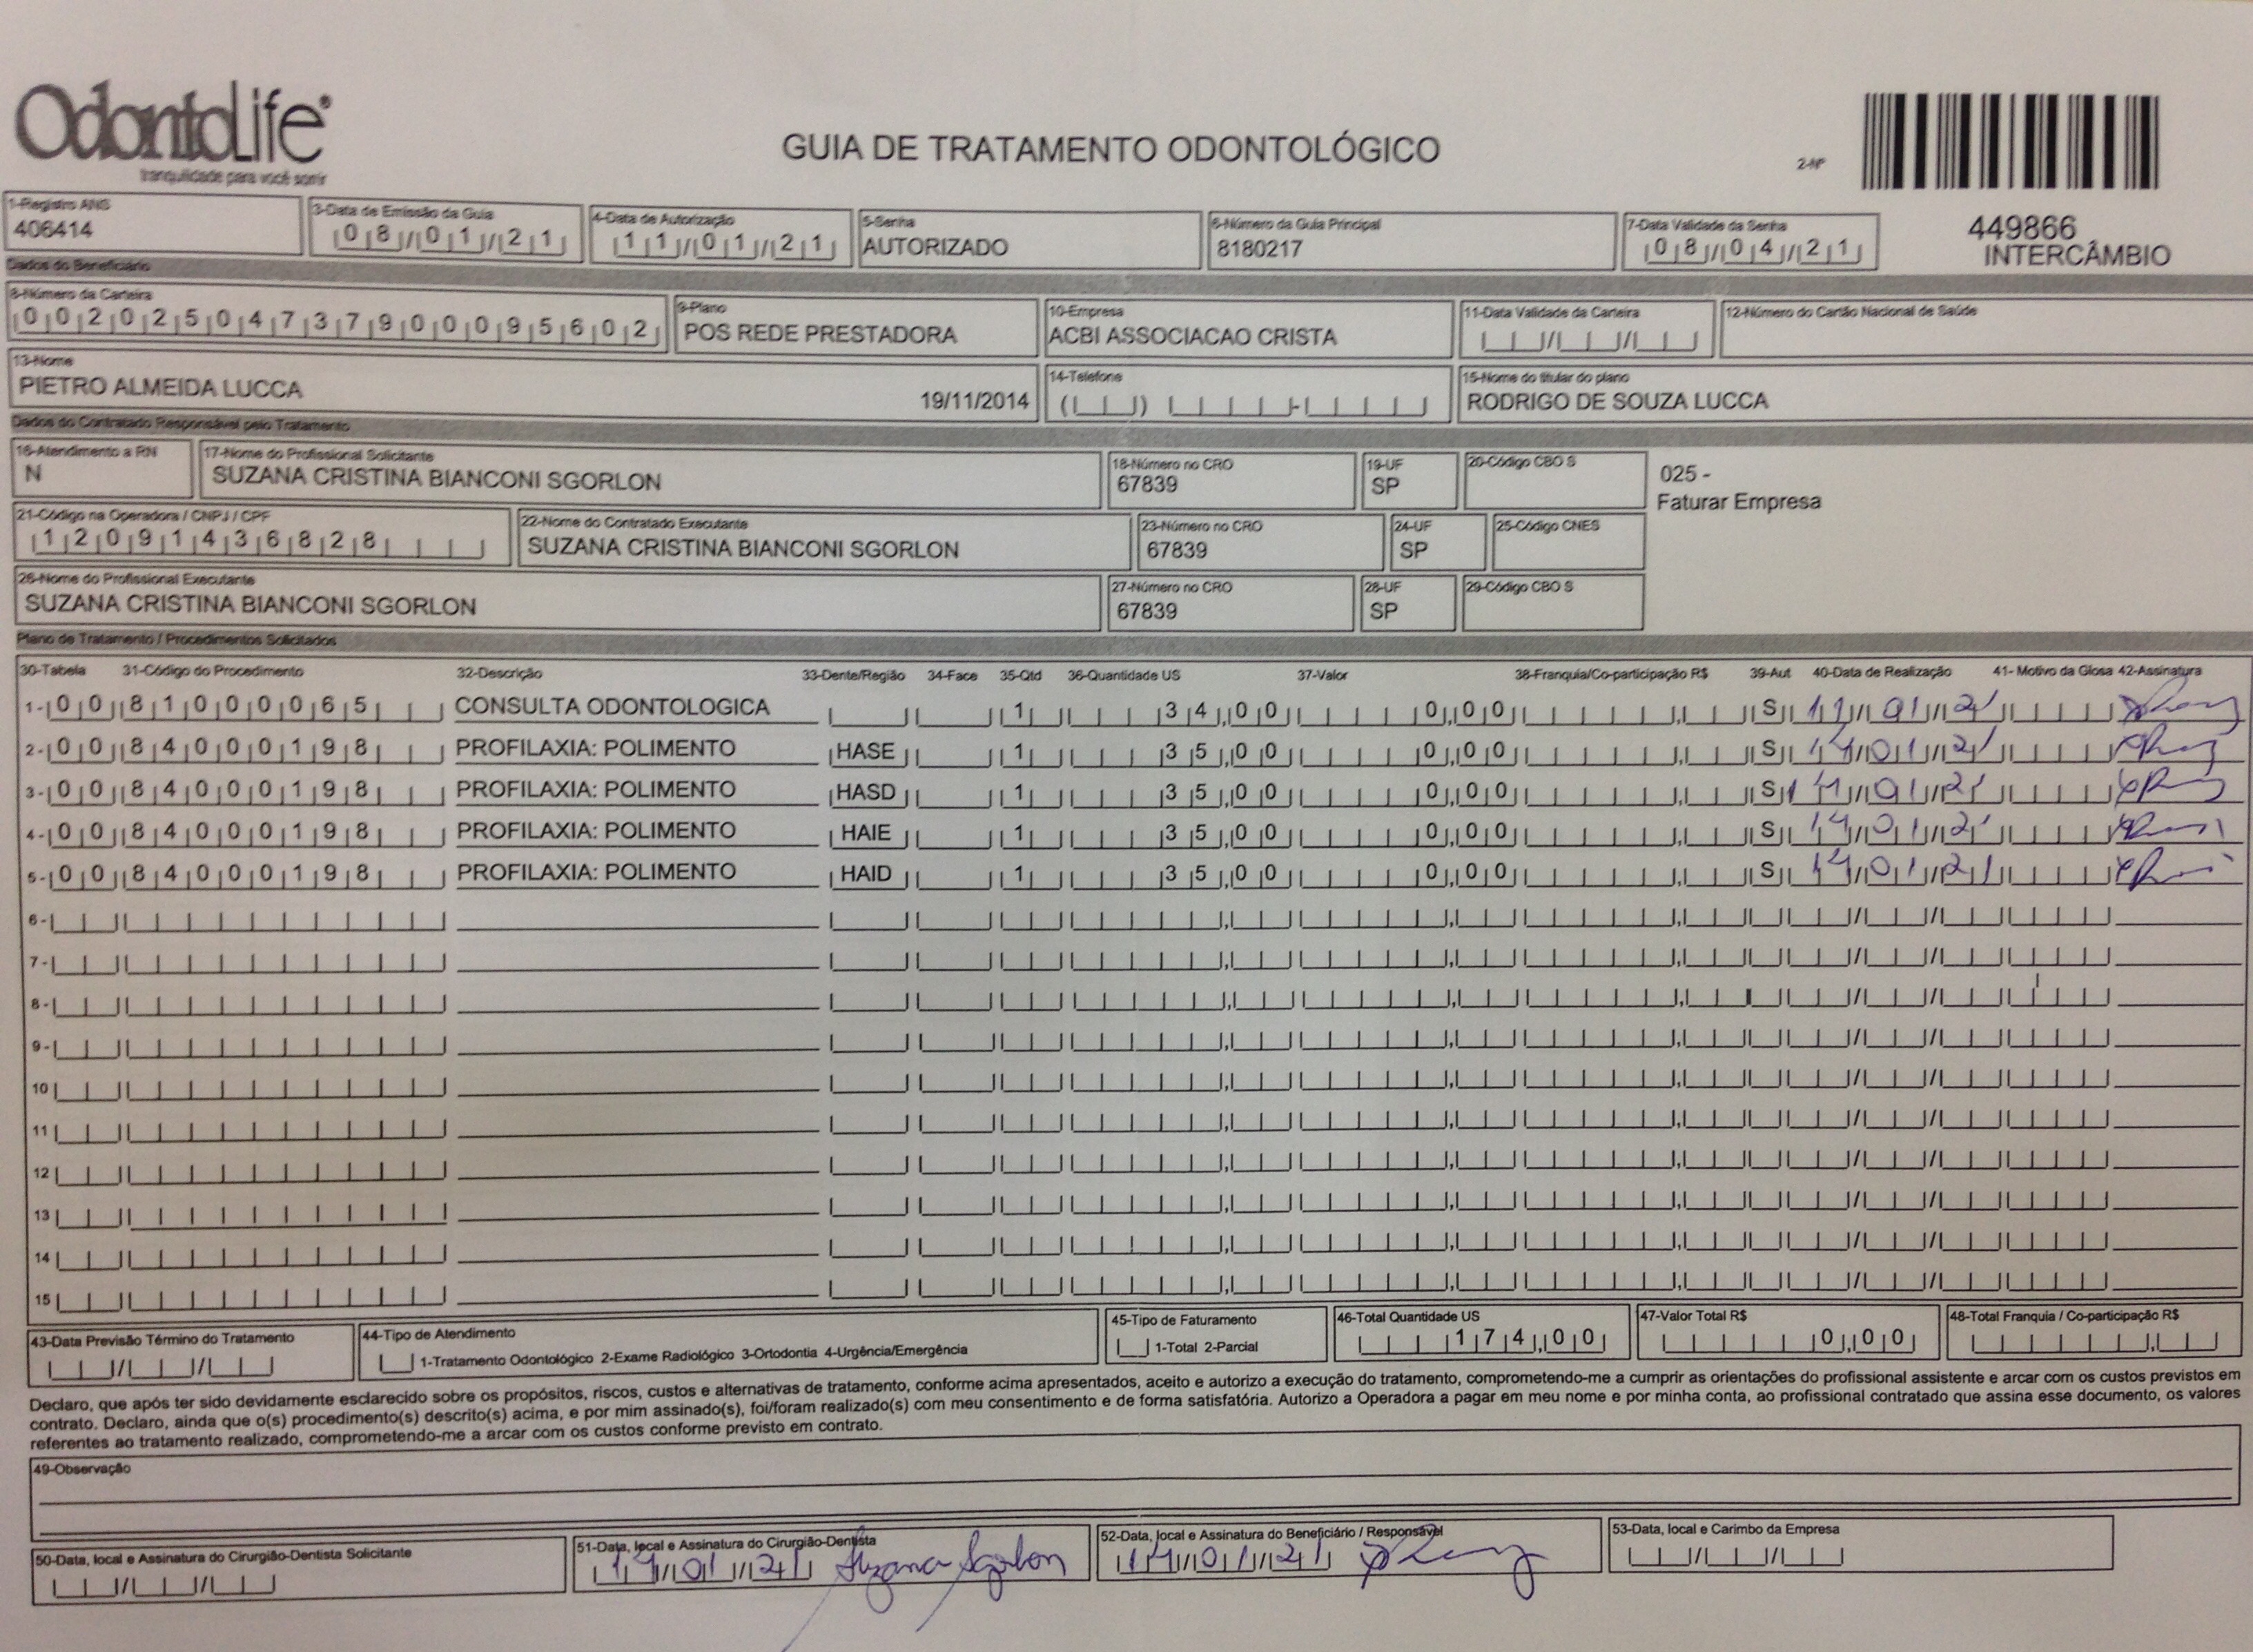 OdontoLife®
tranquilidade para você sorrir
GUIA DE TRATAMENTO ODONTOLÓGICO
2-Nº
449866
INTERCÂMBIO
1-Registro ANS
406414
3-Data de Emissão da Guia
08/01/21
4-Data de Autorização
11/01/21
5-Senha
AUTORIZADO
6-Número da Guia Principal
8180217
7-Data Validade da Senha
08/04/21
Dados do Beneficiário
8-Número da Carteira
00202504737900095602
9-Plano
POS REDE PRESTADORA
10-Empresa
ACBI ASSOCIACAO CRISTA
11-Data Validade da Carteira
12-Número do Cartão Nacional de Saúde
13-Nome
PIETRO ALMEIDA LUCCA 19/11/2014
14-Telefone
15-Nome do titular do plano
RODRIGO DE SOUZA LUCCA
Dados do Contratado Responsável pelo Tratamento
16-Atendimento a RN
N
17-Nome do Profissional Solicitante
SUZANA CRISTINA BIANCONI SGORLON
18-Número no CRO
67839
19-UF
SP
20-Código CBO S
025 -
Faturar Empresa
21-Código na Operadora / CNPJ / CPF
12091436828
22-Nome do Contratado Executante
SUZANA CRISTINA BIANCONI SGORLON
23-Número no CRO
67839
24-UF
SP
25-Código CNES
26-Nome do Profissional Executante
SUZANA CRISTINA BIANCONI SGORLON
27-Número no CRO
67839
28-UF
SP
29-Código CBO S
Plano de Tratamento / Procedimentos Solicitados
30-Tabela 31-Código do Procedimento 32-Descrição 33-Dente/Região 34-Face 35-Qtd 36-Quantidade US 37-Valor 38-Franquia/Co-participação R$ 39-Aut 40-Data de Realização 41- Motivo da Glosa 42-Assinatura
1- 00 81000065 CONSULTA ODONTOLOGICA 1 34,00 0,00 S 11/01/21
2- 00 84000198 PROFILAXIA: POLIMENTO HASE 1 35,00 0,00 S 14/01/21
3- 00 84000198 PROFILAXIA: POLIMENTO HASD 1 35,00 0,00 S 14/01/21
4- 00 84000198 PROFILAXIA: POLIMENTO HAIE 1 35,00 0,00 S 14/01/21
5- 00 84000198 PROFILAXIA: POLIMENTO HAID 1 35,00 0,00 S 14/01/21
6-
7-
8-
9-
10
11
12
13
14
15
43-Data Previsão Término do Tratamento
44-Tipo de Atendimento
1-Tratamento Odontológico 2-Exame Radiológico 3-Ortodontia 4-Urgência/Emergência
45-Tipo de Faturamento
1-Total 2-Parcial
46-Total Quantidade US
174,00
47-Valor Total R$
0,00
48-Total Franquia / Co-participação R$
Declaro, que após ter sido devidamente esclarecido sobre os propósitos, riscos, custos e alternativas de tratamento, conforme acima apresentados, aceito e autorizo a execução do tratamento, comprometendo-me a cumprir as orientações do profissional assistente e arcar com os custos previstos em
contrato. Declaro, ainda que o(s) procedimento(s) descrito(s) acima, e por mim assinado(s), foi/foram realizado(s) com meu consentimento e de forma satisfatória. Autorizo a Operadora a pagar em meu nome e por minha conta, ao profissional contratado que assina esse documento, os valores
referentes ao tratamento realizado, comprometendo-me a arcar com os custos conforme previsto em contrato.
49-Observação
50-Data, local e Assinatura do Cirurgião-Dentista Solicitante
51-Data, local e Assinatura do Cirurgião-Dentista
14/01/21 Suzana Sgorlon
52-Data, local e Assinatura do Beneficiário / Responsável
14/01/21
53-Data, local e Carimbo da Empresa